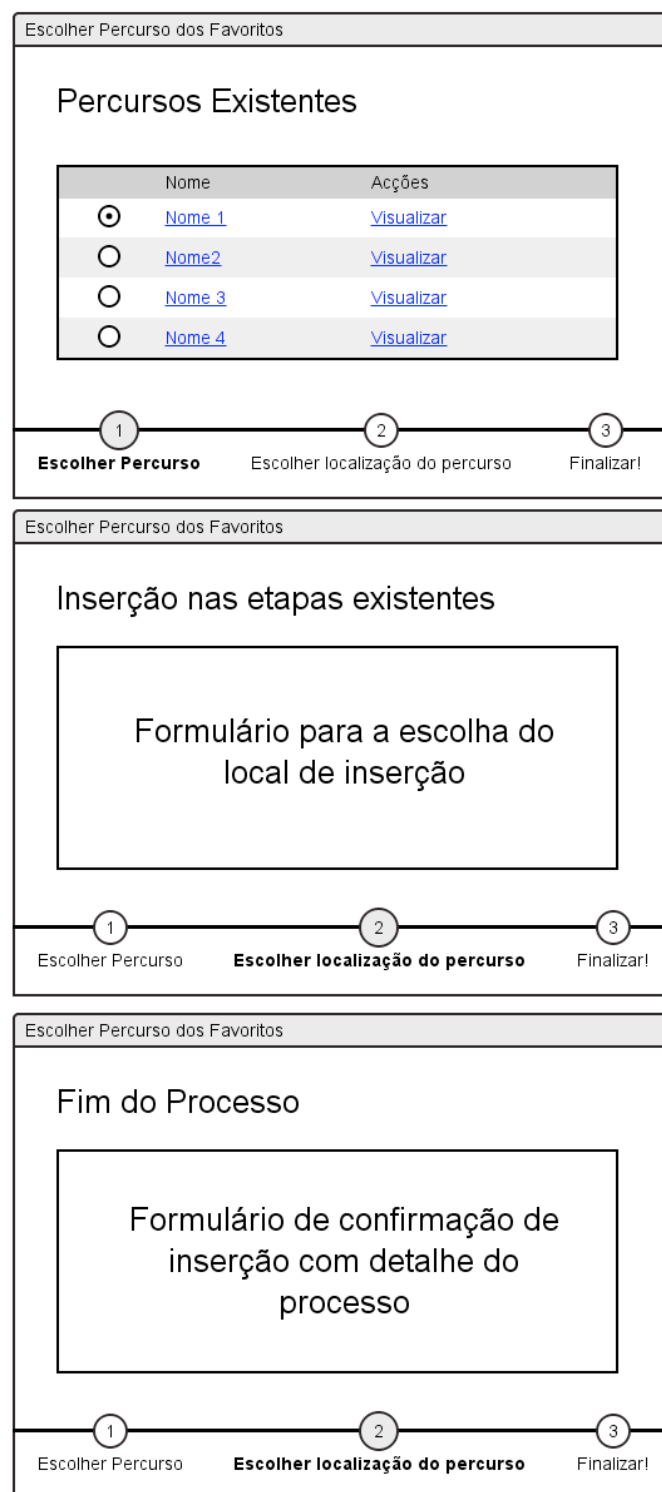 Escolher Percurso dos Favoritos
Percursos Existentes
Nome Acções
Nome 1 Visualizar
Nome2 Visualizar
Nome 3 Visualizar
Nome 4 Visualizar
1 2 3
Escolher Percurso Escolher localização do percurso Finalizar!
Escolher Percurso dos Favoritos
Inserção nas etapas existentes
Formulário para a escolha do
local de inserção
1 2 3
Escolher Percurso Escolher localização do percurso Finalizar!
Escolher Percurso dos Favoritos
Fim do Processo
Formulário de confirmação de
inserção com detalhe do
processo
1 2 3
Escolher Percurso Escolher localização do percurso Finalizar!